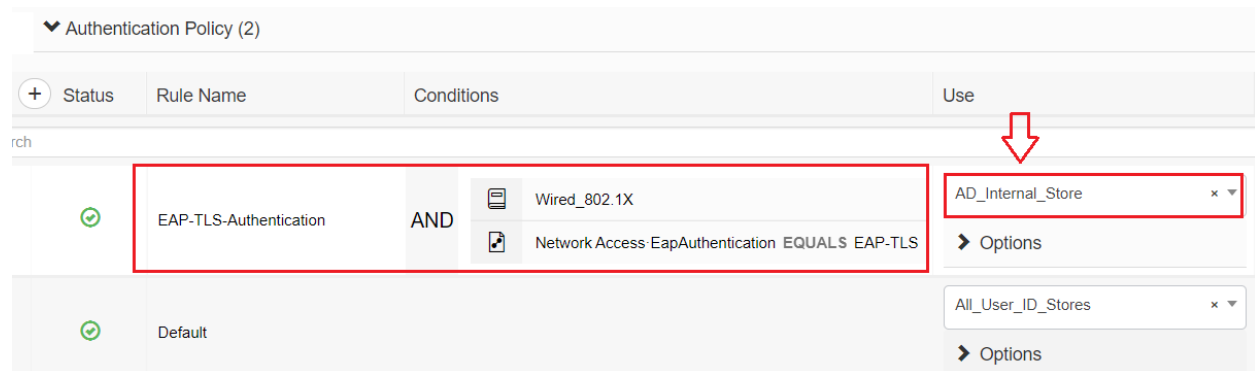 Authentication Policy (2)
+ Status Rule Name Conditions Use
rch
EAP-TLS-Authentication AND Wired_802.1X AD_Internal_Store ×
Network Access·EapAuthentication EQUALS EAP-TLS Options
Default All_User_ID_Stores ×
Options